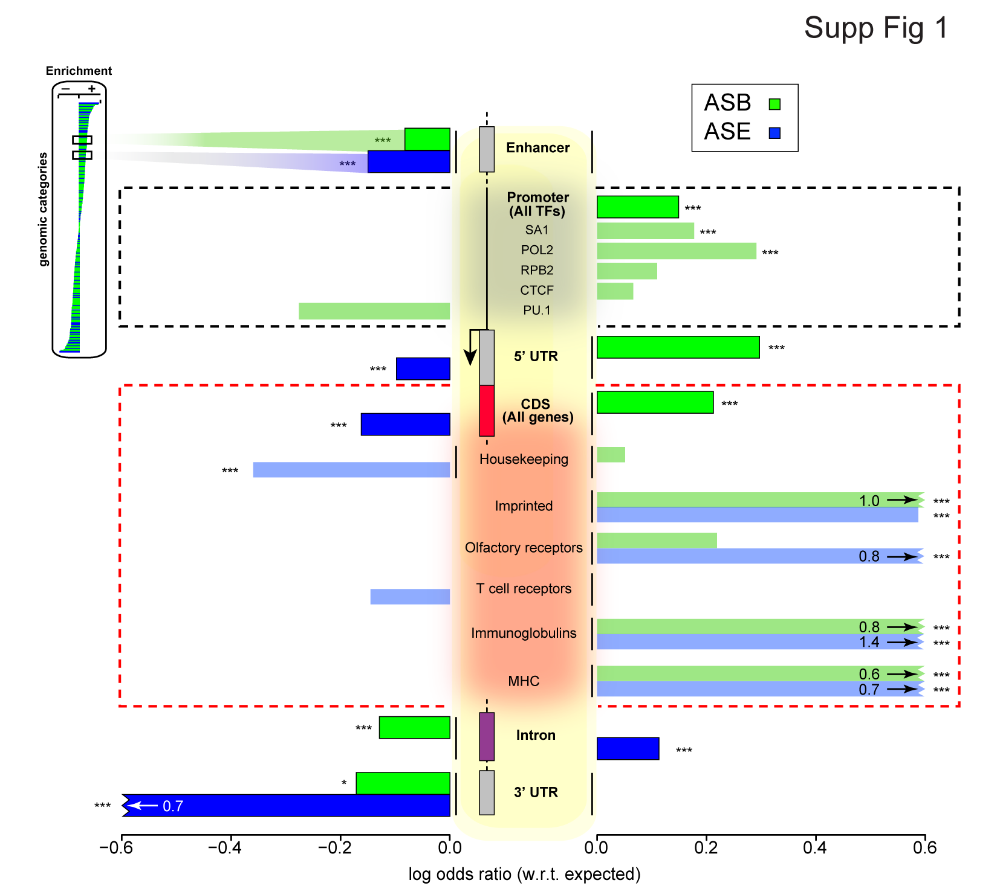 Supp Fig 1
Enrichment
− +
genomic categories
ASB
ASE
*** Enhancer
***
Promoter
(All TFs) ***
SA1 ***
POL2 ***
RPB2
CTCF
PU.1
5’ UTR ***
***
CDS
(All genes) ***
***
Housekeeping
***
Imprinted 1.0 ***
***
Olfactory receptors
0.8 ***
T cell receptors
Immunoglobulins 0.8 ***
1.4 ***
MHC 0.6 ***
0.7 ***
*** Intron
***
* 3’ UTR
*** 0.7
−0.6 −0.4 −0.2 0.0 0.0 0.2 0.4 0.6
log odds ratio (w.r.t. expected)